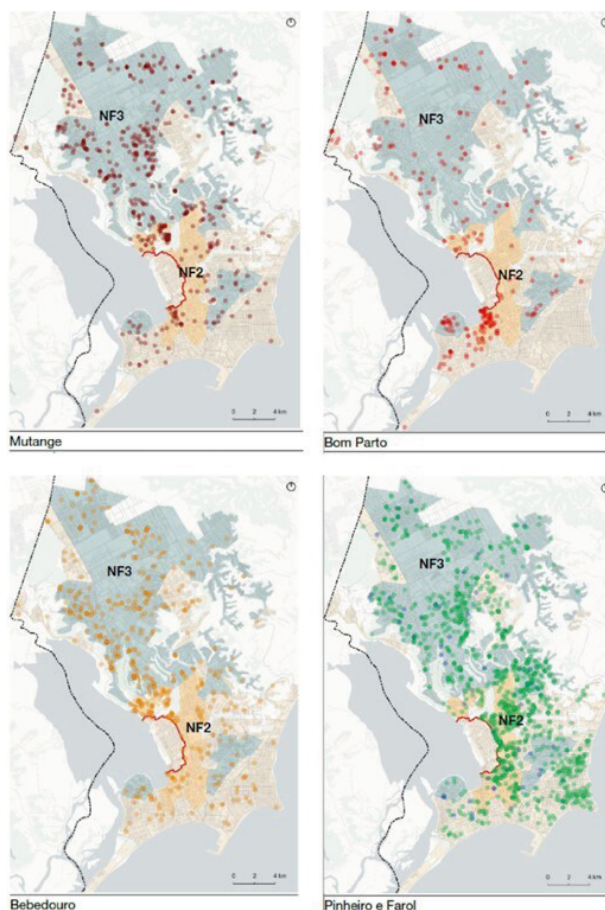 NF3
NF2
0 2 4 km
Mutange
NF3
NF2
0 2 4 km
Bom Parto
NF3
NF2
0 2 4 km
Bebedouro
NF3
NF2
0 2 4 km
Pinheiro e Farol